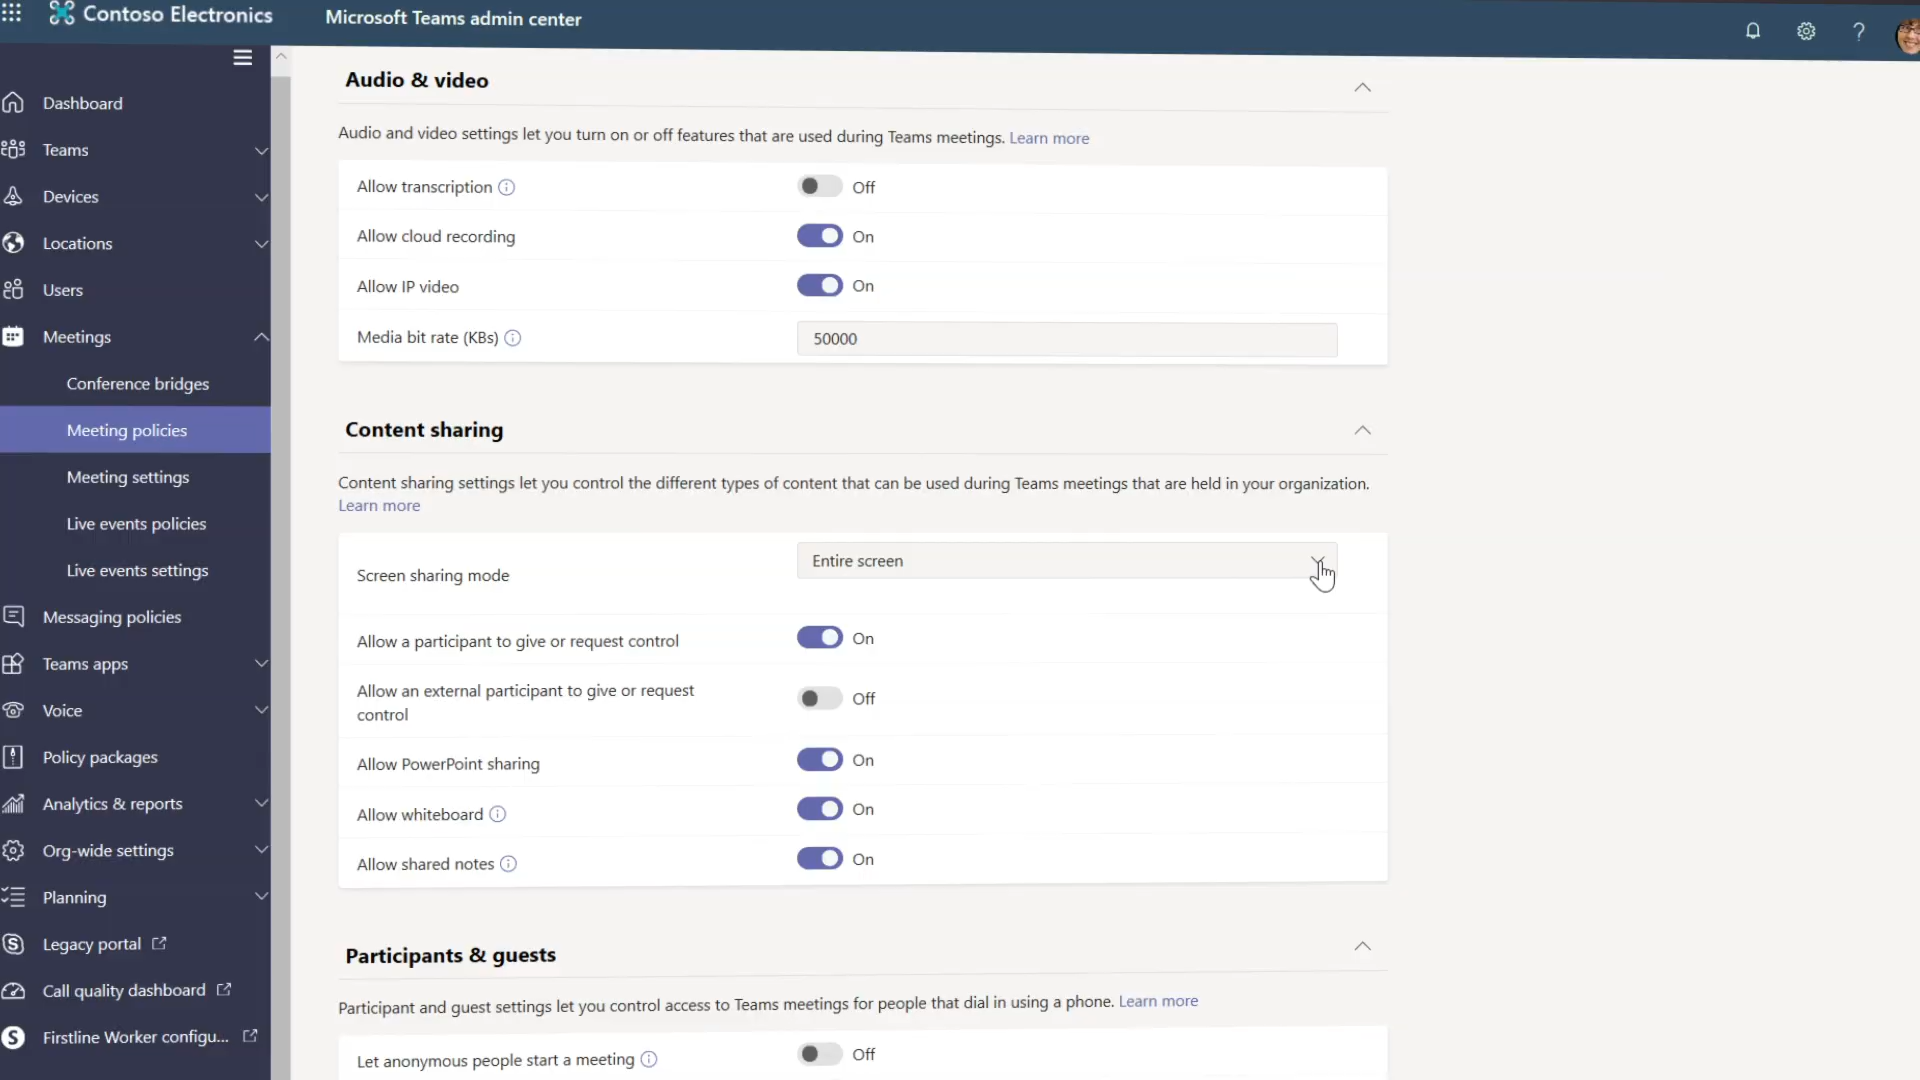 Contoso Electronics
Microsoft Teams admin center
?
Dashboard
Teams
Devices
Locations
Users
Meetings
Conference bridges
Meeting policies
Meeting settings
Live events policies
Live events settings
Messaging policies
Teams apps
Voice
Policy packages
Analytics & reports
Org-wide settings
Planning
Legacy portal
Call quality dashboard
Firstline Worker configu...
Audio & video
Audio and video settings let you turn on or off features that are used during Teams meetings. Learn more
Allow transcription Off
Allow cloud recording On
Allow IP video On
Media bit rate (KBs) 50000
Content sharing
Content sharing settings let you control the different types of content that can be used during Teams meetings that are held in your organization.
Learn more
Screen sharing mode Entire screen
Allow a participant to give or request control On
Allow an external participant to give or request
control Off
Allow PowerPoint sharing On
Allow whiteboard On
Allow shared notes On
Participants & guests
Participant and guest settings let you control access to Teams meetings for people that dial in using a phone. Learn more
Let anonymous people start a meeting Off